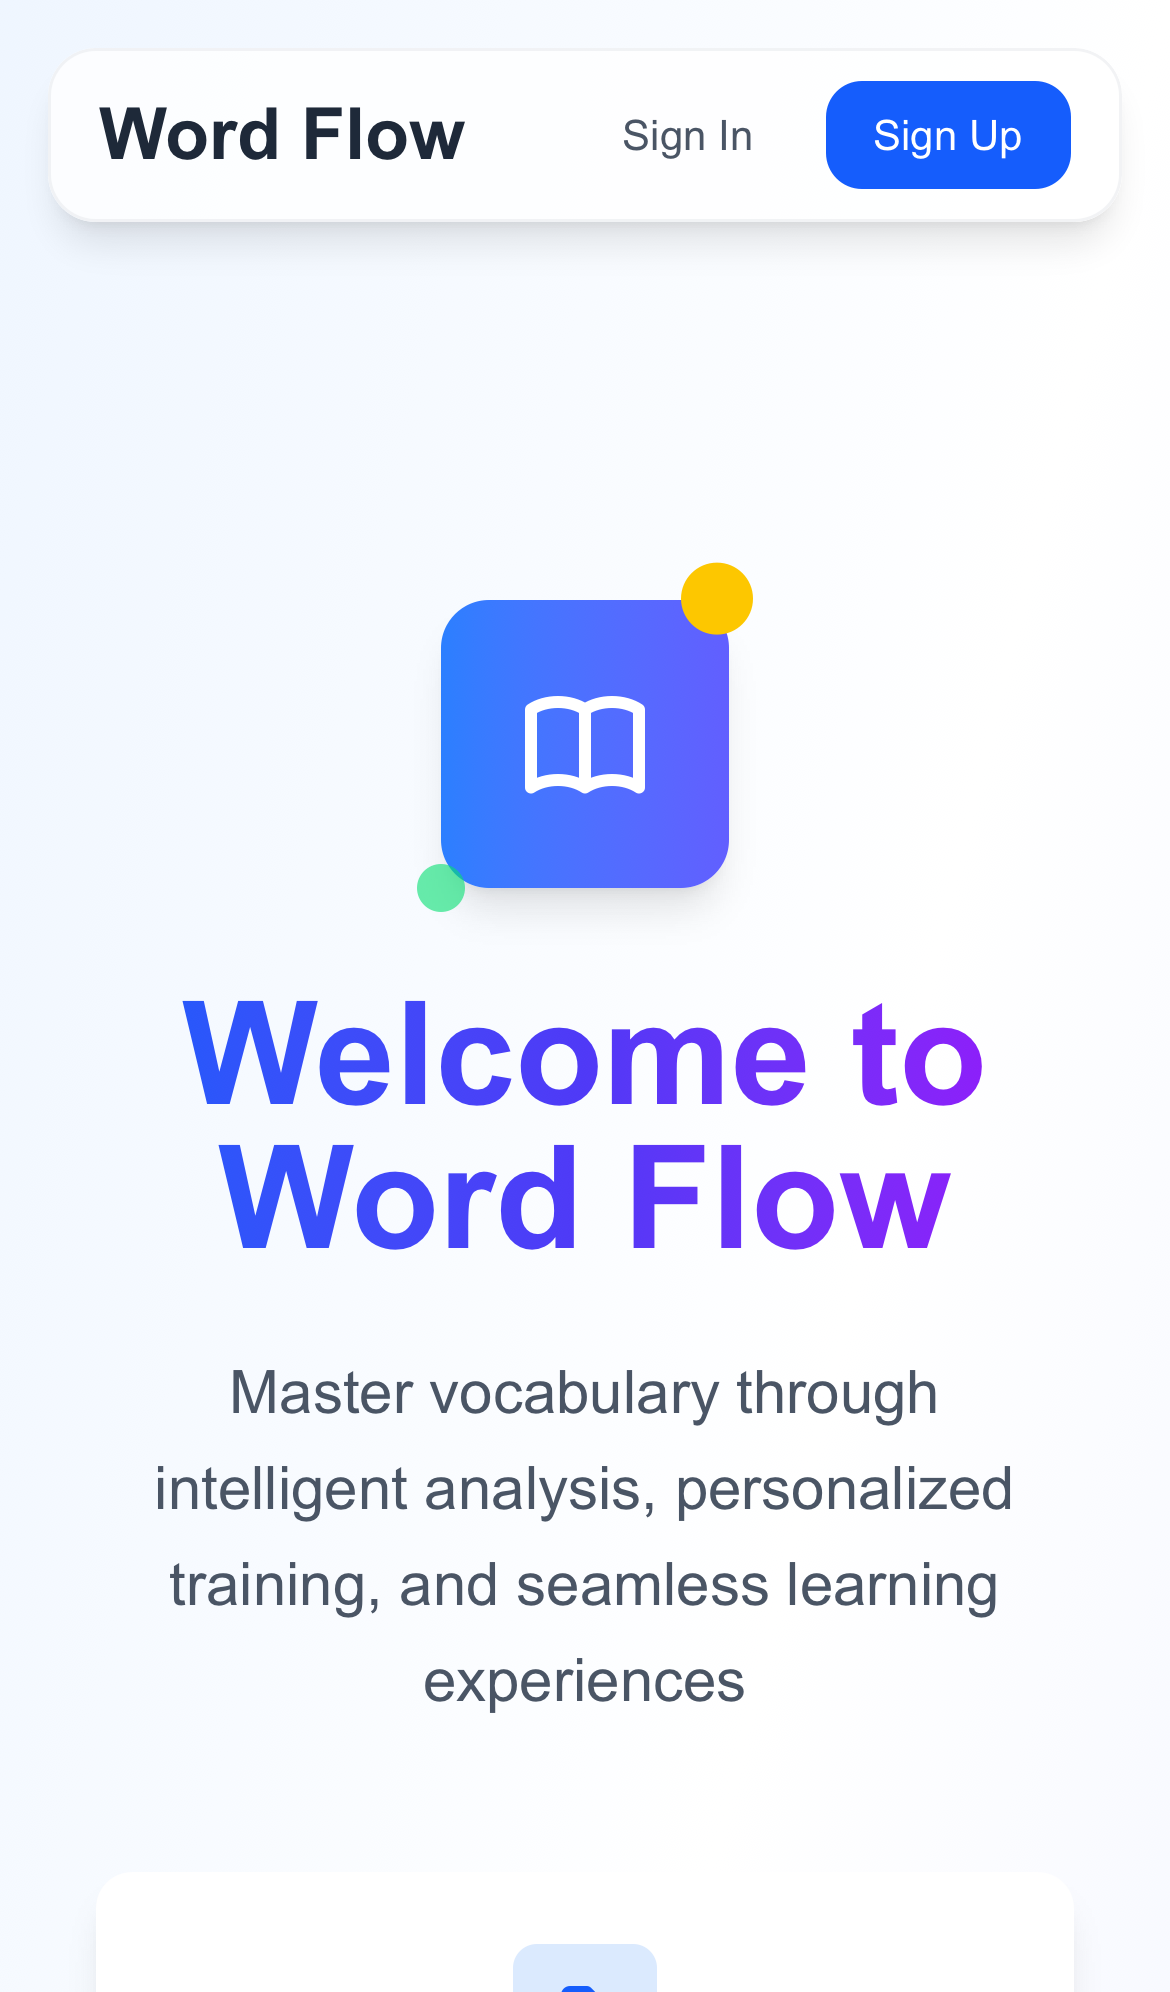 Word Flow
Sign In
Sign Up
Welcome to
Word Flow
Master vocabulary through
intelligent analysis, personalized
training, and seamless learning
experiences